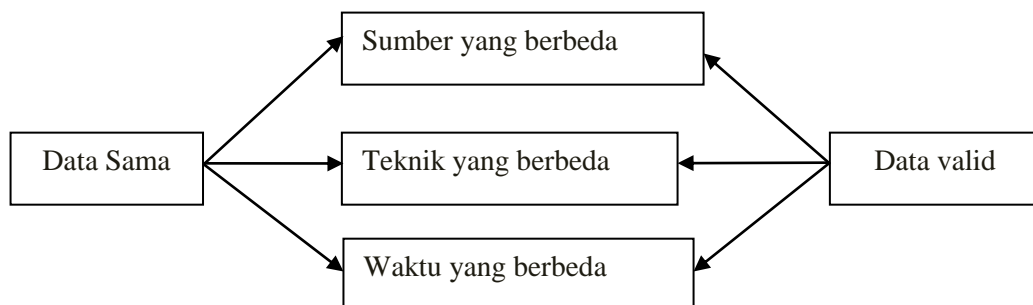 Sumber yang berbeda
Data Sama
Teknik yang berbeda
Data valid
Waktu yang berbeda